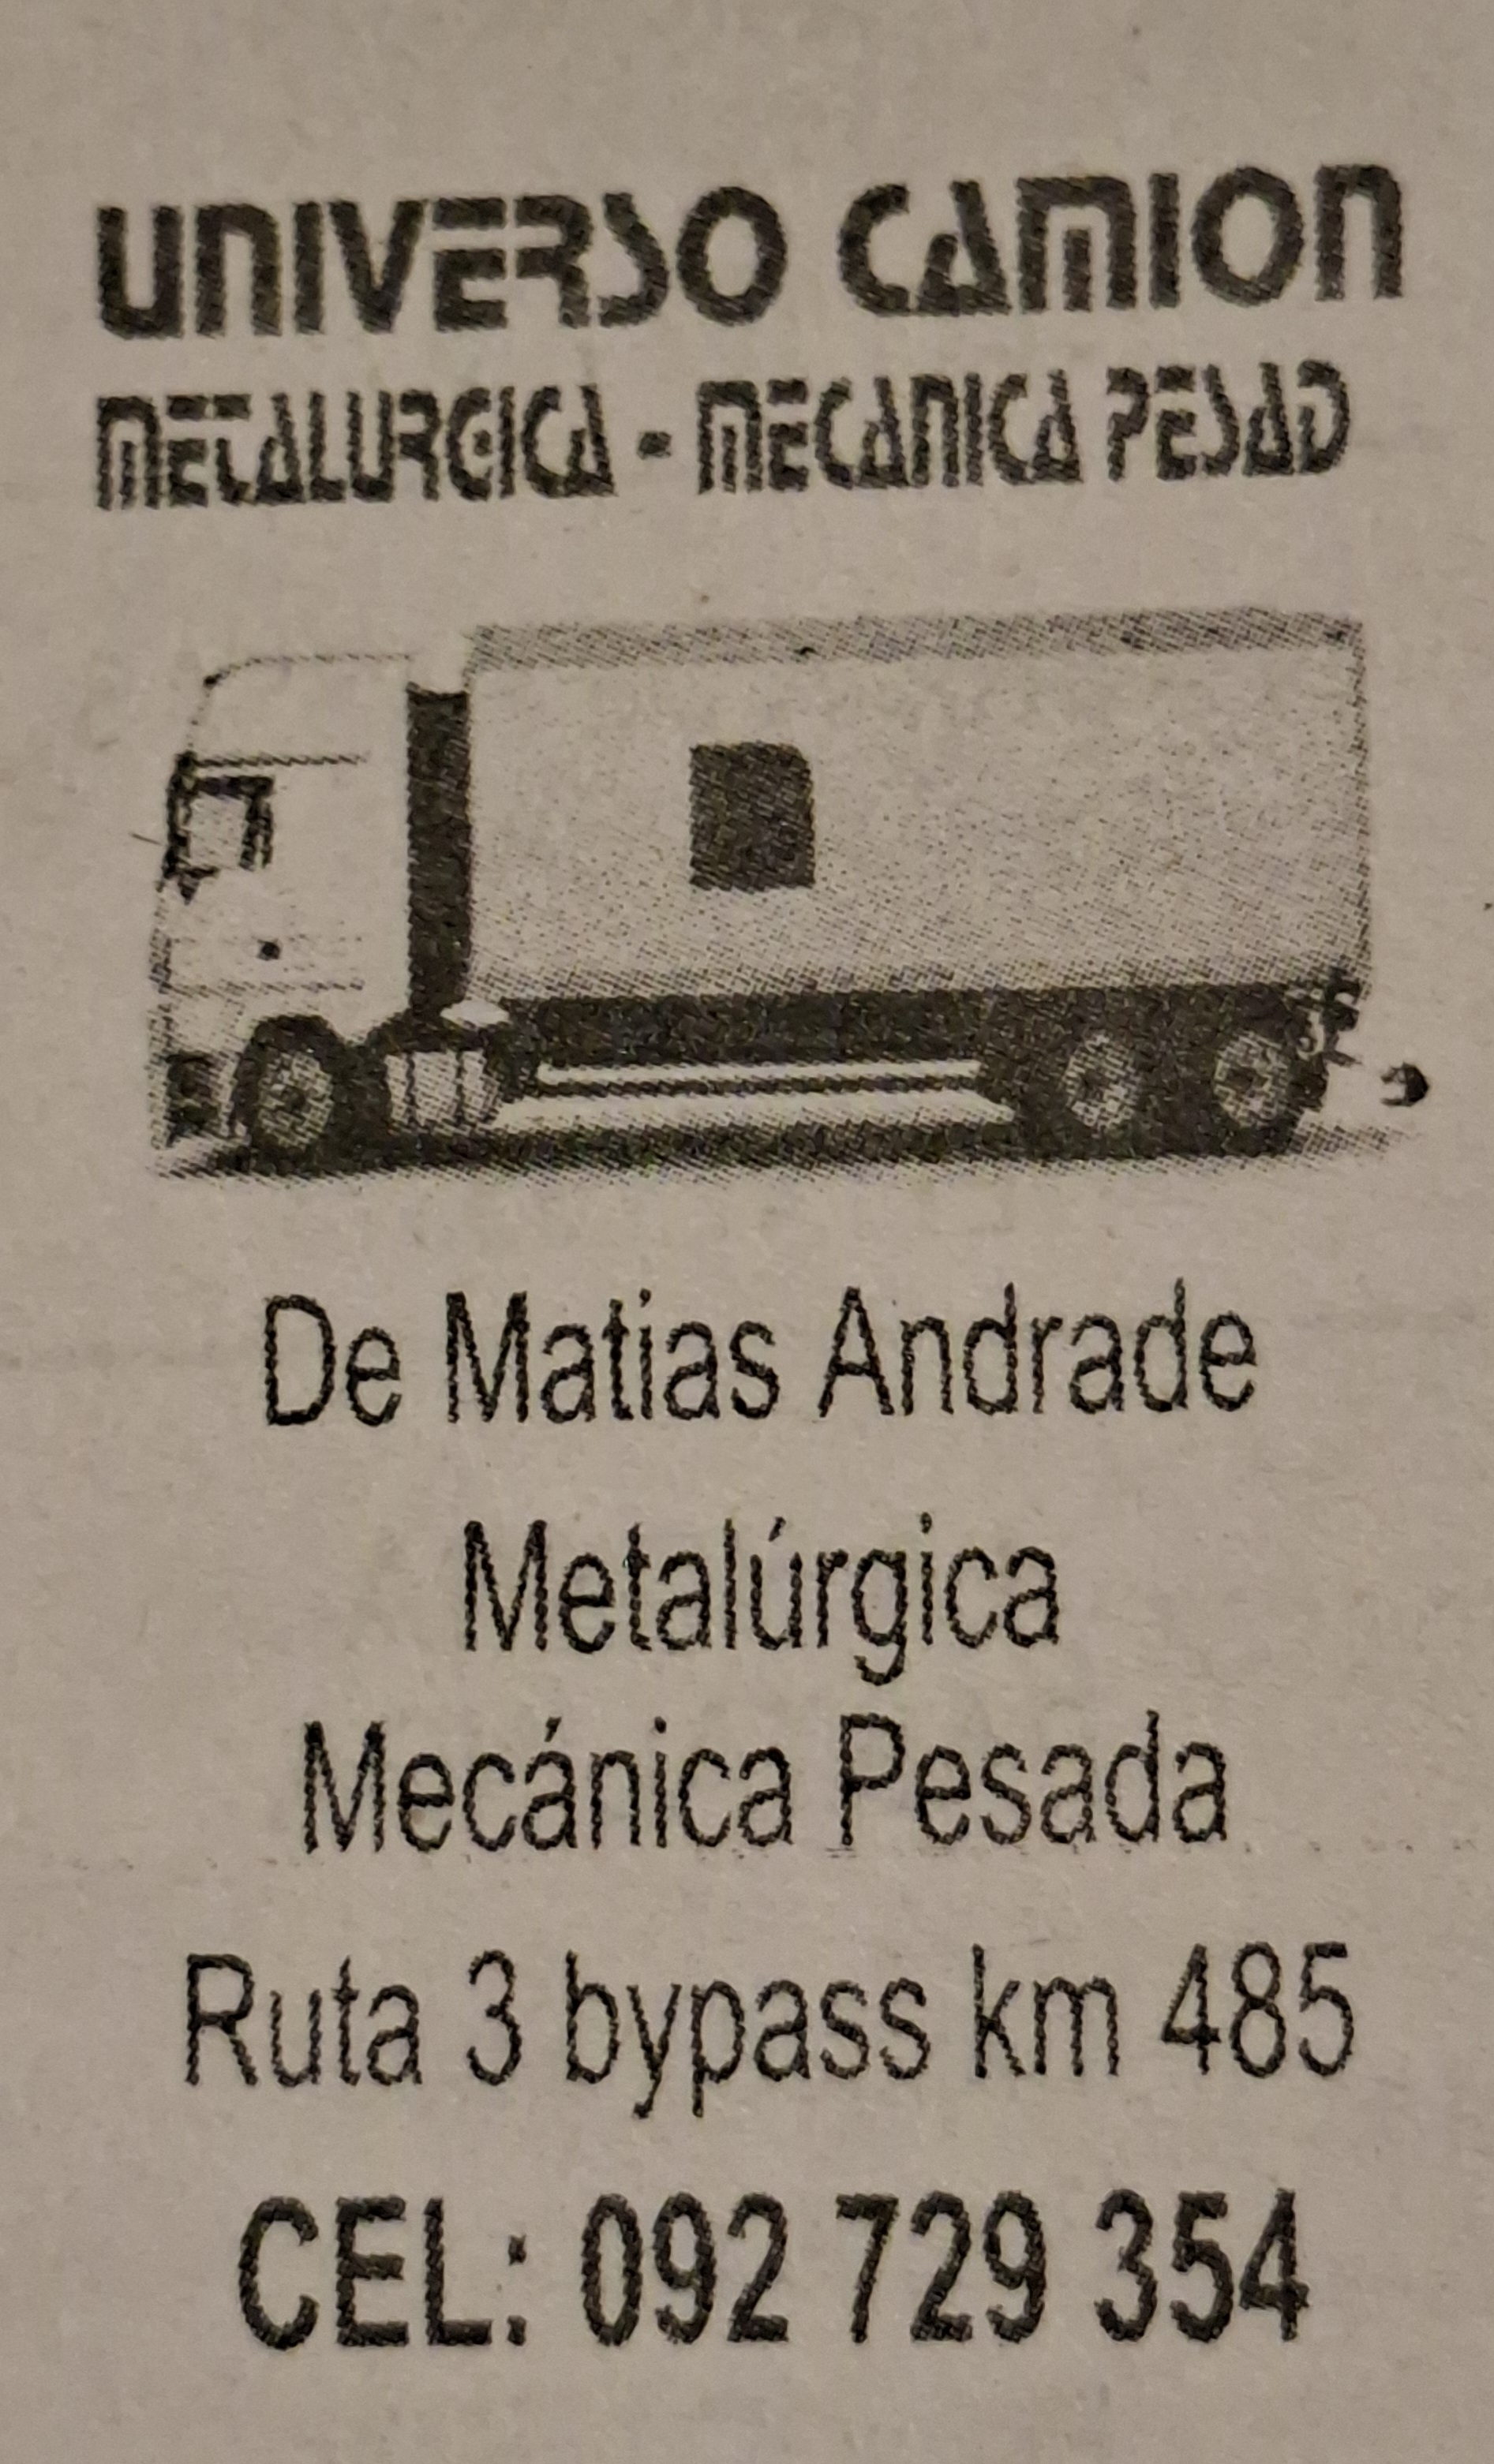 UNIVERSO CAMION
METALURGICA - MECANICA PESAD
De Matias Andrade
Metalúrgica
Mecánica Pesada
Ruta 3 bypass km 485
CEL: 092 729 354